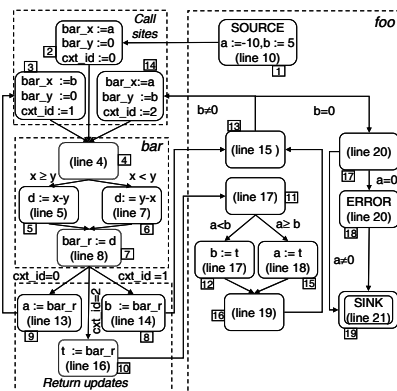 Call sites
foo
bar_x :=a
bar_y :=0
cxt_id :=0
2
SOURCE
a :=-10,b := 5
(line 10)
1
3
bar_x :=b
bar_y :=0
cxt_id :=1
14
bar_x:=a
bar_y :=b
cxt_id :=2
b≠0
b=0
13
(line 15 )
(line 20)
17
a=0
bar
(line 4)
4
x ≥ y
x < y
d:= x-y
(line 5)
5
d:= y-x
(line 7)
6
bar_r := d
(line 8)
7
(line 17)
11
a<b
a≥ b
ERROR
(line 20)
18
b := t
(line 17)
12
a := t
(line 18)
15
a≠0
16
(line 19)
SINK
(line 21)
19
cxt_id=0
cxt_id =1
cxt_id=2
a := bar_r
(line 13)
9
b := bar_r
(line 14)
8
t := bar_r
(line 16)
10
Return updates